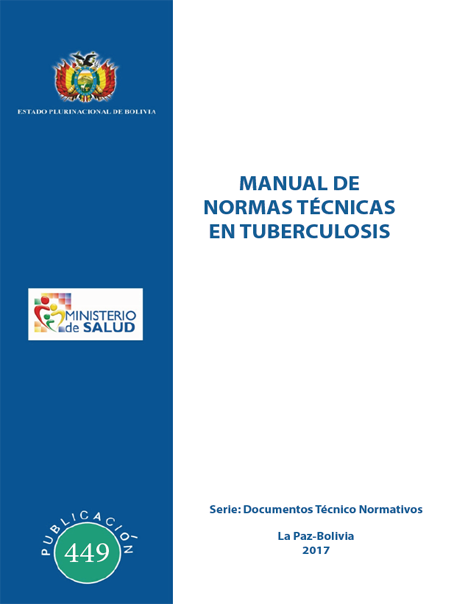 ESTADO PLURINACIONAL DE BOLIVIA
MANUAL DE
NORMAS TÉCNICAS
EN TUBERCULOSIS
MINISTERIO
de SALUD
Serie: Documentos Técnico Normativos
La Paz-Bolivia
2017
PUBLICACIÓN
449